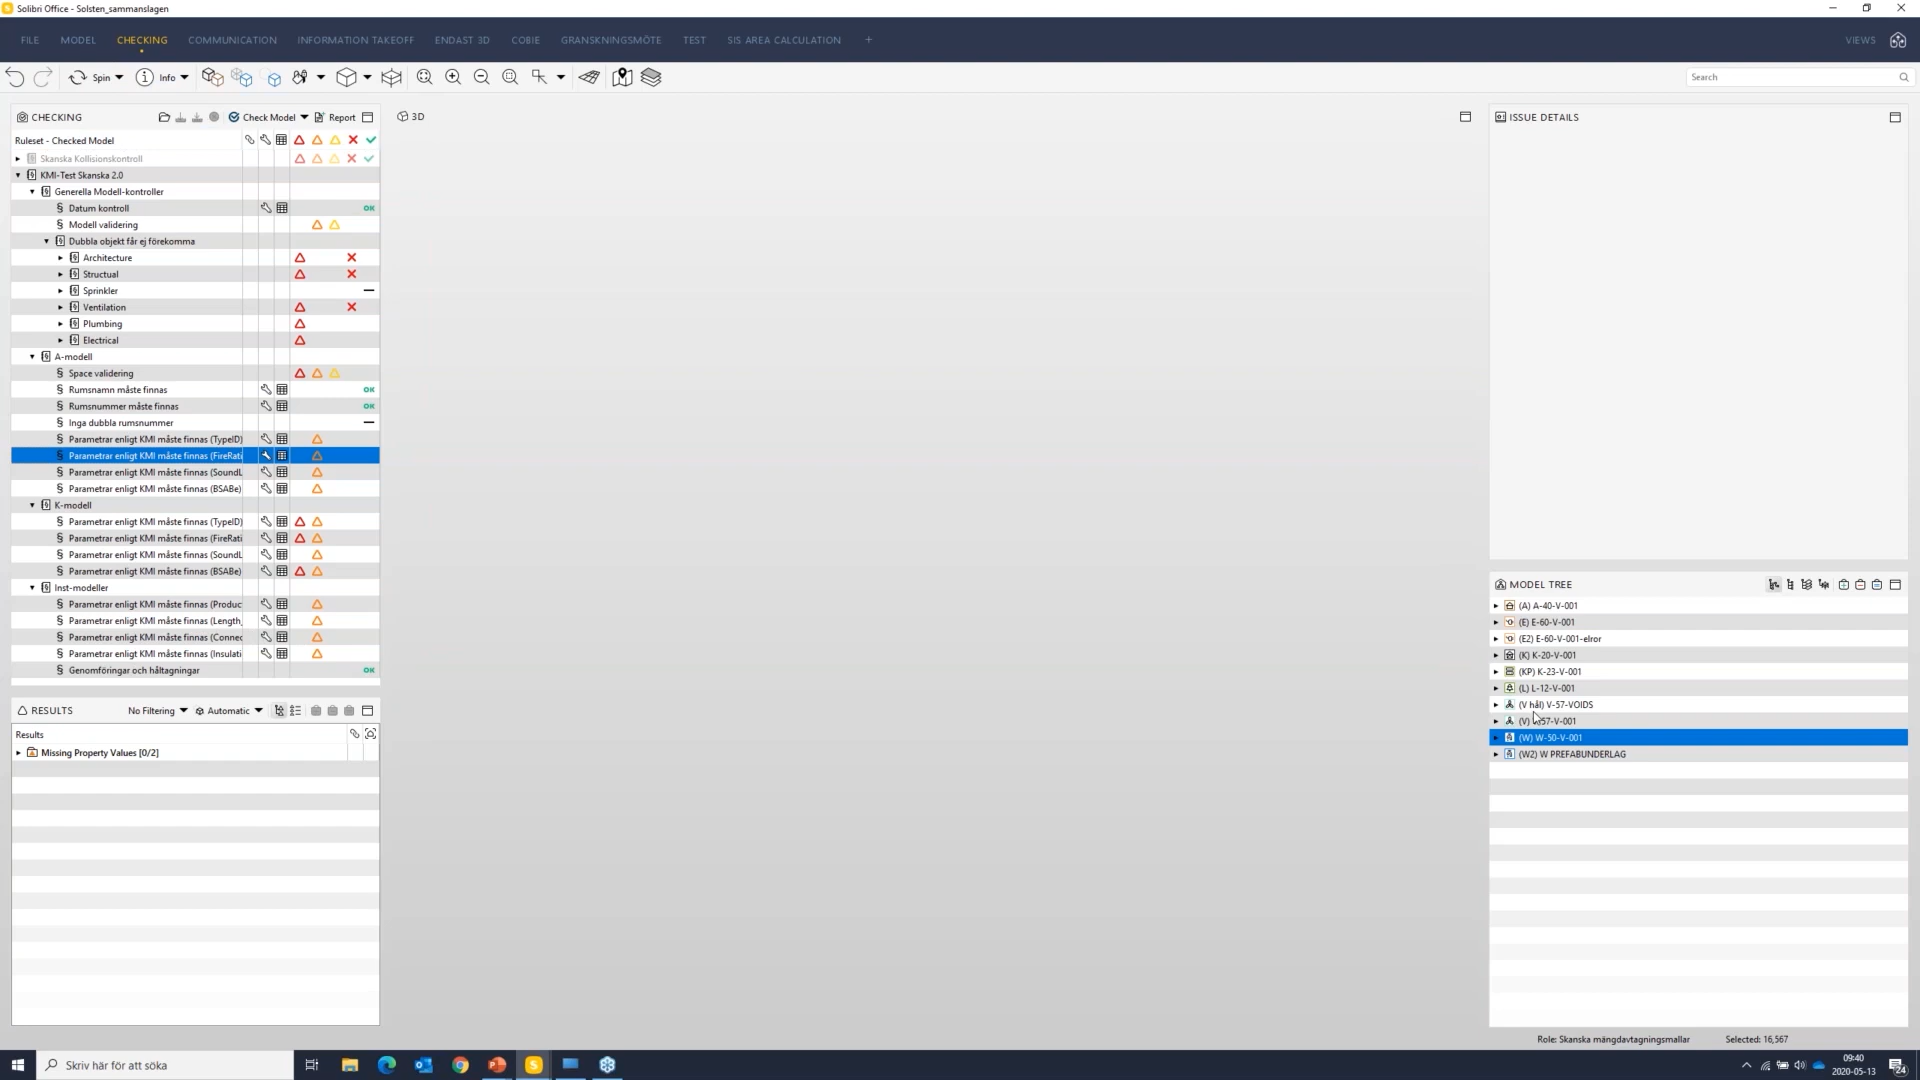 Solibri Office - Solsten_sammanslagen
FILE MODEL CHECKING COMMUNICATION INFORMATION TAKEOFF ENDAST 3D COBIE GRANSKNINGSMÖTE TEST SIS AREA CALCULATION + VIEWS
Spin Info Search
CHECKING Check Model Report
Ruleset - Checked Model
Skanska Kollisionskontroll
KMI-Test Skanska 2.0
Generella Modell-kontroller
§ Datum kontroll OK
§ Modell validering
Dubbla objekt får ej förekomma
Architecture
Structual
Sprinkler
Ventilation
Plumbing
Electrical
A-modell
§ Space validering
§ Rumsnamn måste finnas OK
§ Rumsnummer måste finnas OK
§ Inga dubbla rumsnummer
§ Parametrar enligt KMI måste finnas (TypeID)
§ Parametrar enligt KMI måste finnas (FireRati
§ Parametrar enligt KMI måste finnas (SoundL
§ Parametrar enligt KMI måste finnas (BSABe)
K-modell
§ Parametrar enligt KMI måste finnas (TypeID)
§ Parametrar enligt KMI måste finnas (FireRati
§ Parametrar enligt KMI måste finnas (SoundL
§ Parametrar enligt KMI måste finnas (BSABe)
Inst-modeller
§ Parametrar enligt KMI måste finnas (Produc
§ Parametrar enligt KMI måste finnas (Length_
§ Parametrar enligt KMI måste finnas (Connec
§ Parametrar enligt KMI måste finnas (Insulati
§ Genomföringar och håltagningar OK
RESULTS No Filtering Automatic
Results
Missing Property Values [0/2]
3D
ISSUE DETAILS
MODEL TREE
(A) A-40-V-001
(E) E-60-V-001
(E2) E-60-V-001-elror
(K) K-20-V-001
(KP) K-23-V-001
(L) L-12-V-001
(V hål) V-57-VOIDS
(V) 57-V-001
(W) W-50-V-001
(W2) W PREFABUNDERLAG
Role: Skanska mängdavtagningsmallar Selected: 16,567
Skriv här för att söka
09:40
2020-05-13
24